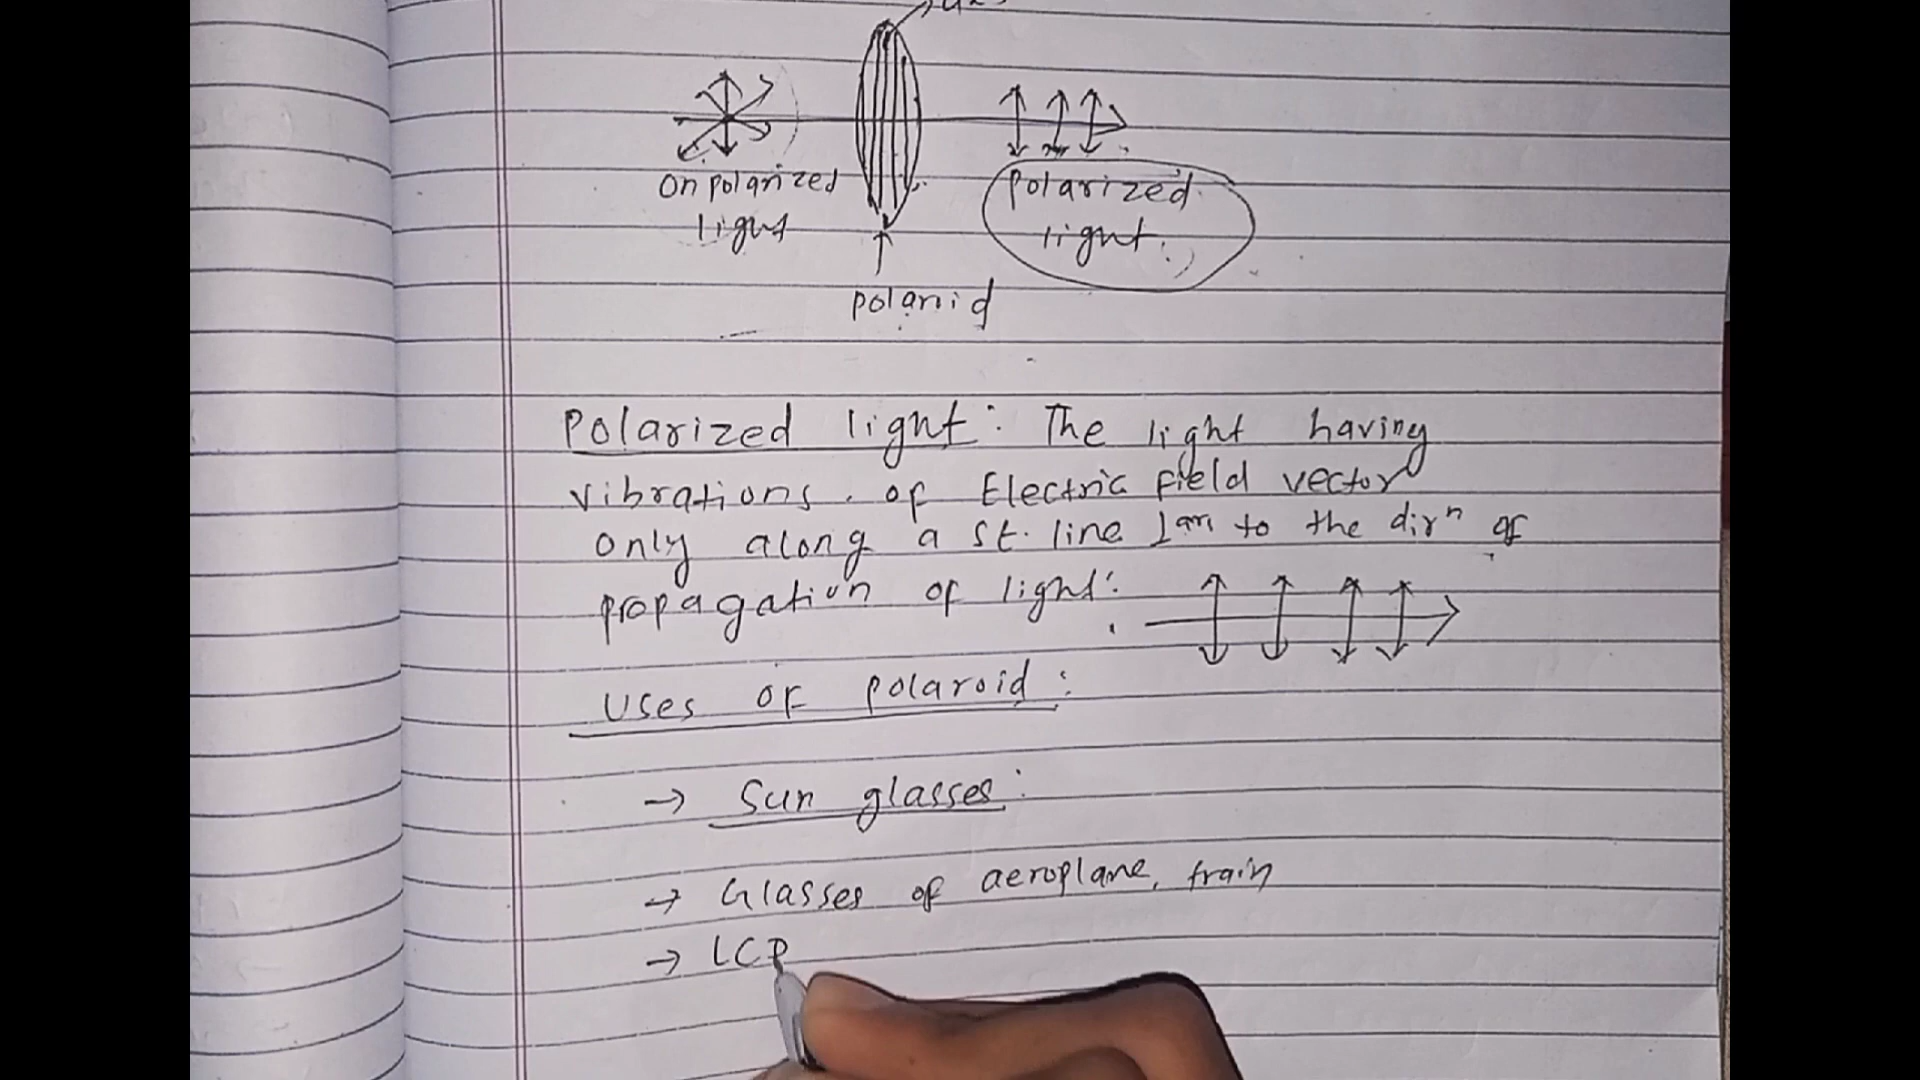 On polarized
light
Polarized
light.
polaroid
Polarized light: The light having
vibrations of Electric field vector
only along a st. line ⊥ar to the dirn of
propagation of light:
Uses of polaroid:
→ Sun glasses:
→ Glasses of aeroplane, train
→ LCD